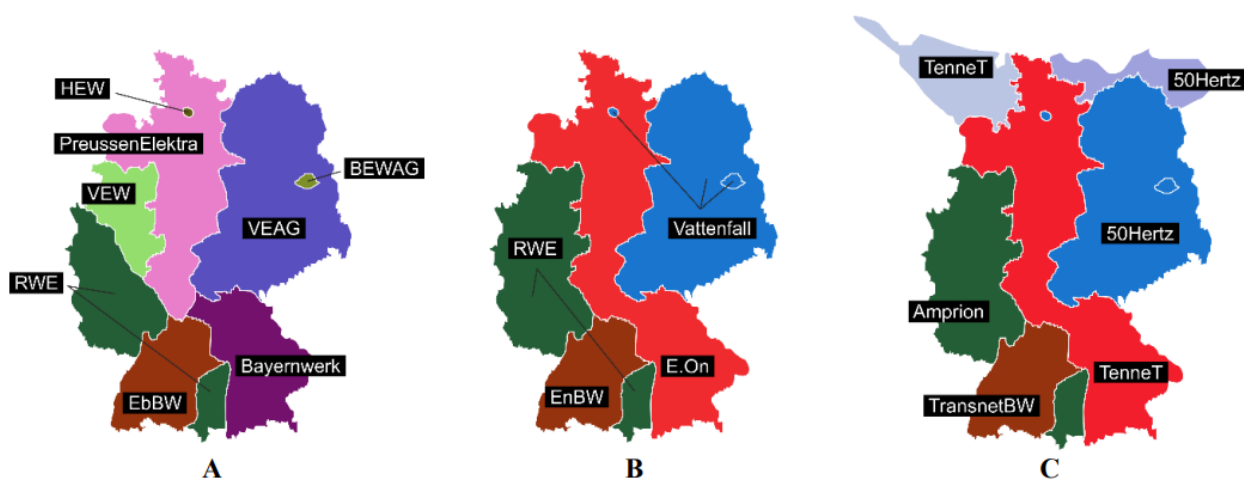 HEW
PreussenElektra
VEW
BEWAG
VEAG
RWE
Bayernwerk
EbBW
A
Vattenfall
RWE
E.On
EnBW
B
TenneT
50Hertz
50Hertz
Amprion
TenneT
TransnetBW
C